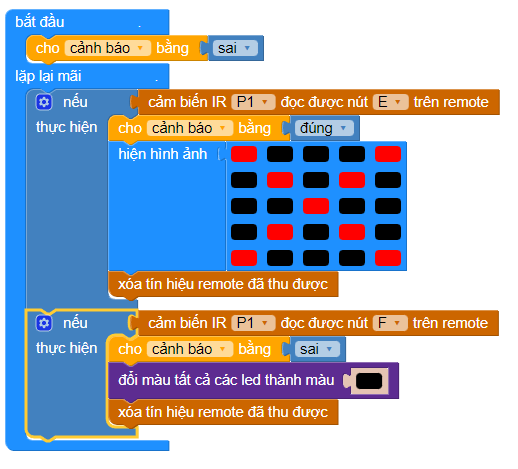 bắt đầu
cho cảnh báo bằng sai
lặp lại mãi
nếu cảm biến IR P1 đọc được nút E trên remote
thực hiện cho cảnh báo bằng đúng
hiện hình ảnh
xóa tín hiệu remote đã thu được
nếu cảm biến IR P1 đọc được nút F trên remote
thực hiện cho cảnh báo bằng sai
đổi màu tất cả các led thành màu
xóa tín hiệu remote đã thu được